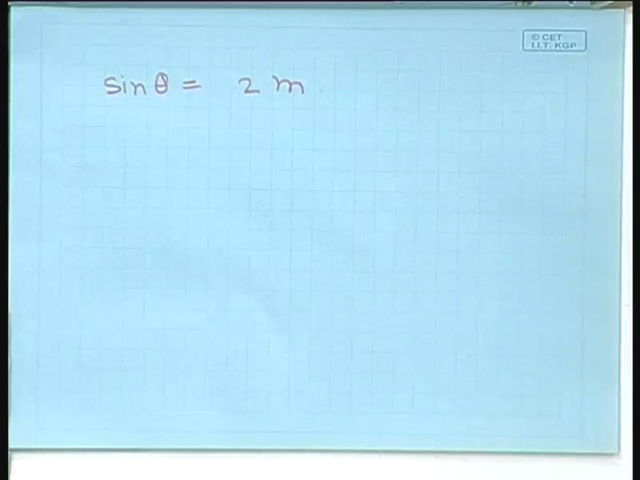 © CET
I.I.T. KGP
sin θ = 2 m